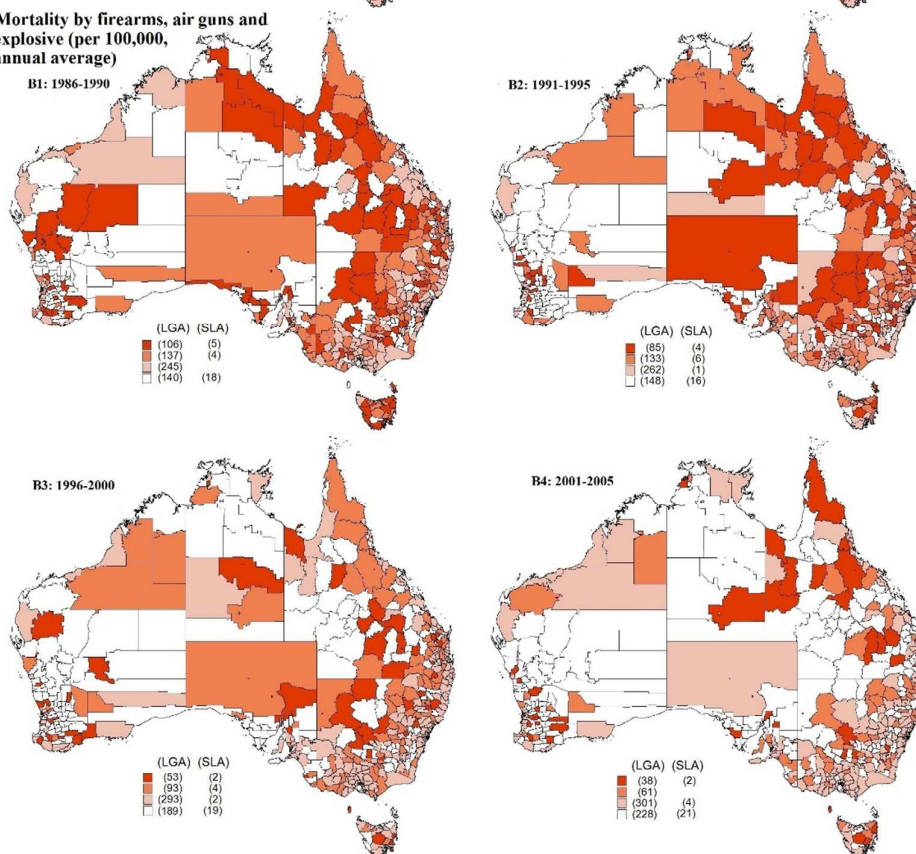 Mortality by firearms, air guns and
explosive (per 100,000,
annual average)
B1: 1986-1990
(LGA) (SLA)
(106) (5)
(137) (4)
(245)
(140) (18)
B2: 1991-1995
(LGA) (SLA)
(85) (4)
(133) (6)
(262) (1)
(148) (16)
B3: 1996-2000
(LGA) (SLA)
(53) (2)
(93) (4)
(293) (2)
(189) (19)
B4: 2001-2005
(LGA) (SLA)
(38) (2)
(61)
(301) (4)
(228) (21)